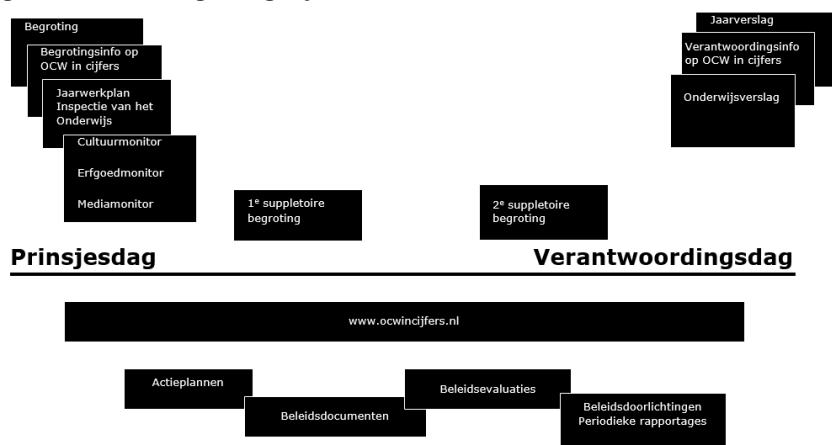 Begroting
Begrotingsinfo op
OCW in cijfers
Jaarwerkplan
Inspectie van het
Onderwijs
Cultuurmonitor
Erfgoedmonitor
Mediamonitor
1e suppletoire
begroting
2e suppletoire
begroting
Jaarverslag
Verantwoordingsinfo
op OCW in cijfers
Onderwijsverslag
Prinsjesdag
Verantwoordingsdag
www.ocwincijfers.nl
Actieplannen
Beleidsdocumenten
Beleidsevaluaties
Beleidsdoorlichtingen
Periodieke rapportages